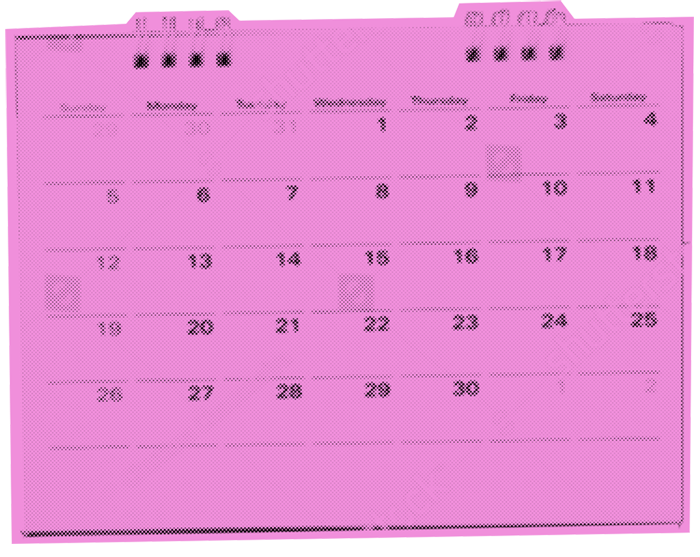 Sunday Monday Tuesday Wednesday Thursday Friday Saturday
29 30 31 1 2 3 4
5 6 7 8 9 10 11
12 13 14 15 16 17 18
19 20 21 22 23 24 25
26 27 28 29 30 1 2